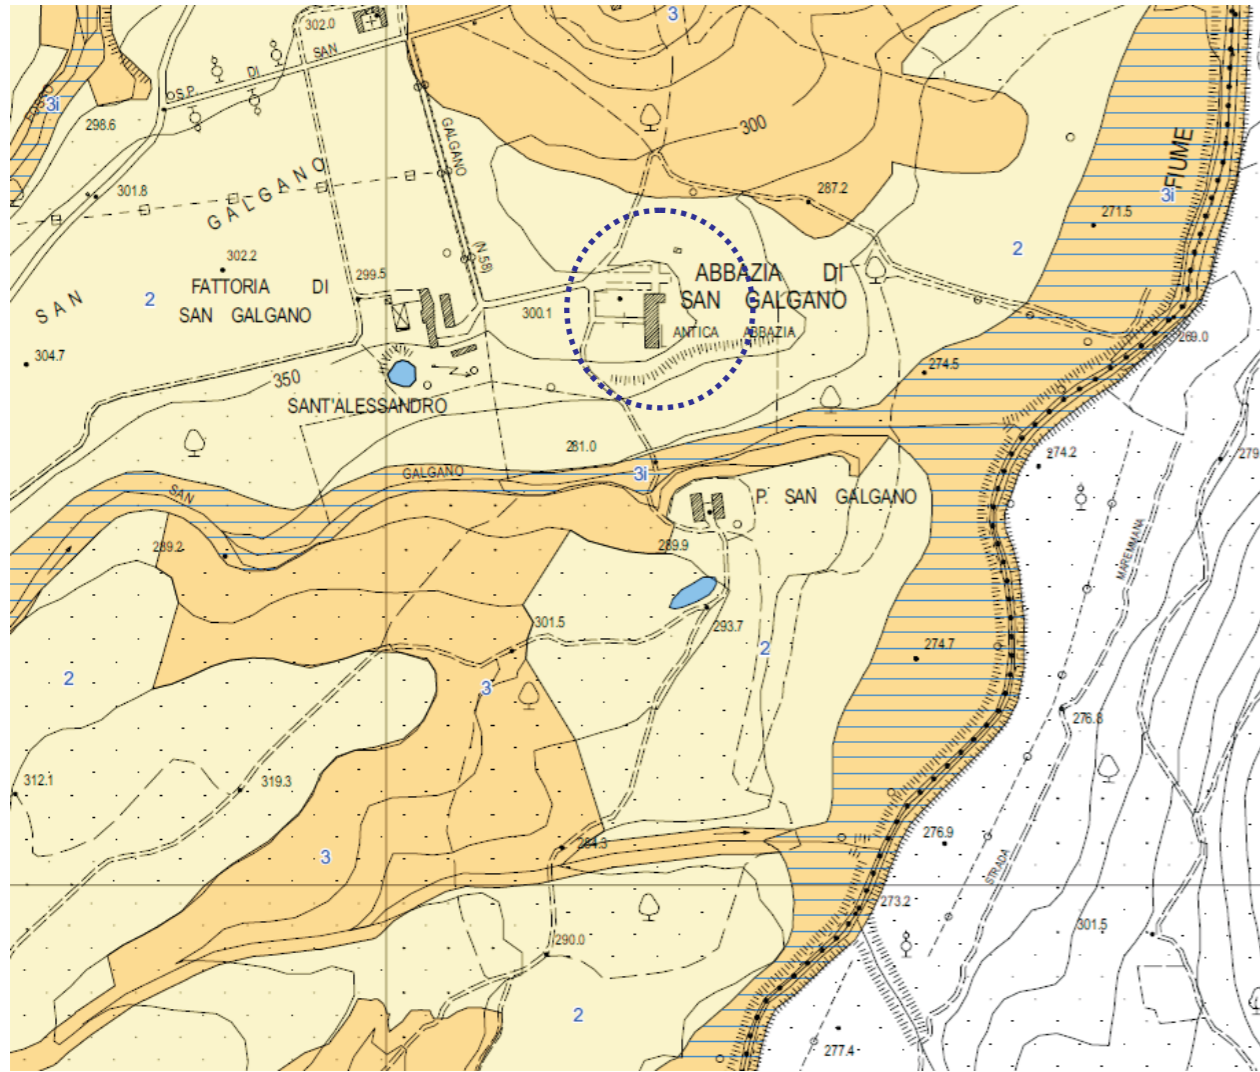 3
302.0
SAN
DI
S.P.
3i
FOSSO
298.6
GALGANO
300
FIUME
301.8
GALGANO
287.2
3i
271.5
2
302.2
(N.58)
299.5
ABBAZIA DI
FATTORIA DI
SAN GALGANO
2
SAN
SAN GALGANO
300.1
ANTICA ABBAZIA
269.0
304.7
274.5
350
SANT'ALESSANDRO
281.0
274.2
279
GALGANO
3i
SAN
P. SAN GALGANO
289.2
289.9
MAREMMANA
301.5
293.7
274.7
2
2
3
276.8
312.1
319.3
276.9
284.3
3
STRADA
273.2
301.5
290.0
2
277.4